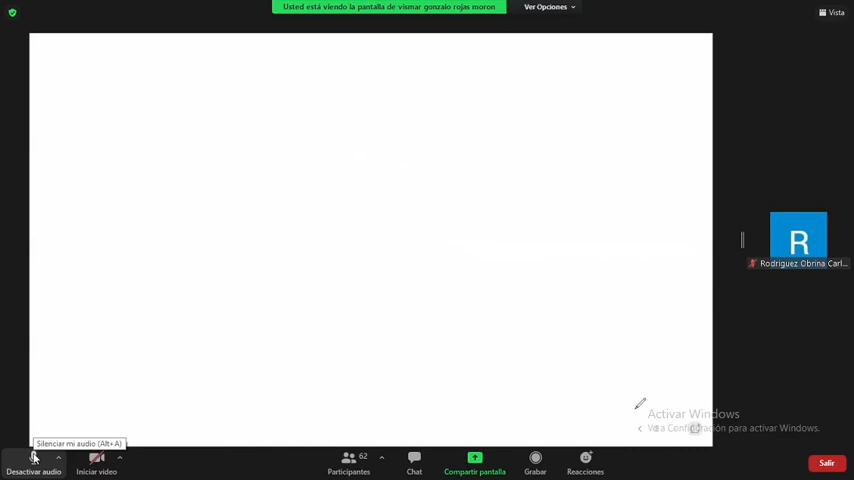 Usted está viendo la pantalla de vismar gonzalo rojas moron
Ver Opciones
Vista
R
Rodriguez Obrina Carl...
Activar Windows
Ve a Configuración para activar Windows.
Silenciar mi audio (Alt+A)
Desactivar audio
Iniciar video
62
Participantes
Chat
Compartir pantalla
Grabar
Reacciones
Salir